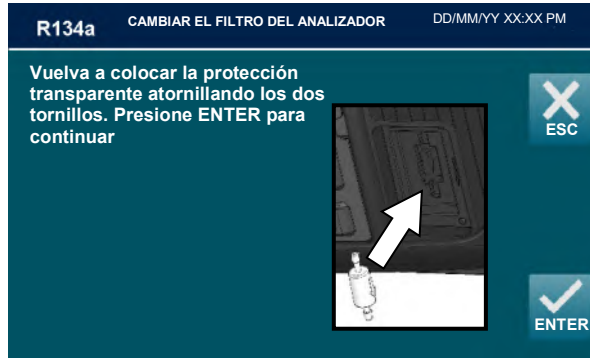 R134a
CAMBIAR EL FILTRO DEL ANALIZADOR
DD/MM/YY XX:XX PM
Vuelva a colocar la protección
transparente atornillando los dos
tornillos. Presione ENTER para
continuar
ESC
ENTER